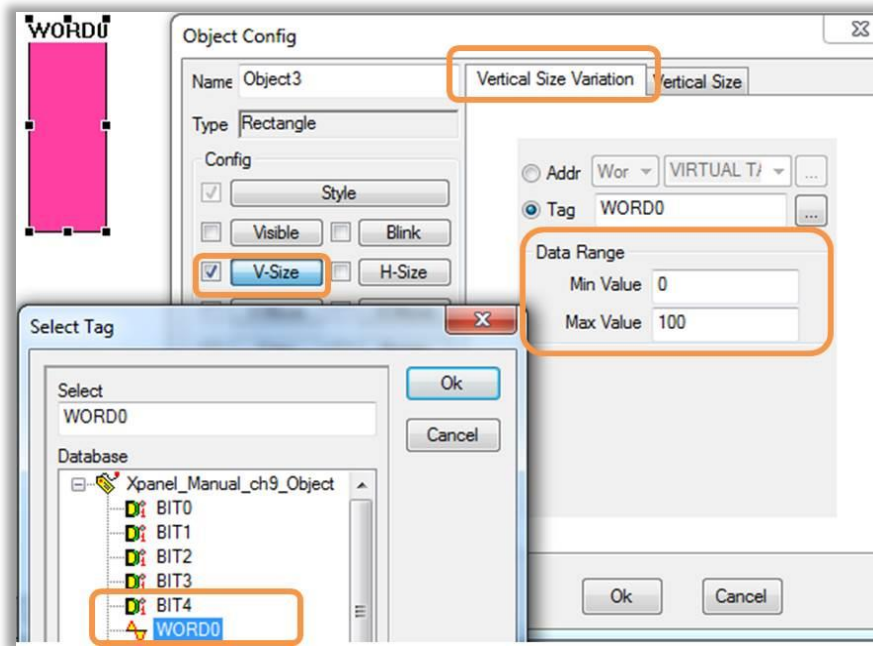 WORD0
Object Config
Name Object3
Type Rectangle
Config
Style
Visible Blink
V-Size H-Size
Vertical Size Variation Vertical Size
Addr Wor VIRTUAL TA ...
Tag WORD0 ...
Data Range
Min Value 0
Max Value 100
Ok Cancel
Select Tag
Select
WORD0
Ok
Cancel
Database
Xpanel_Manual_ch9_Object
BIT0
BIT1
BIT2
BIT3
BIT4
WORD0